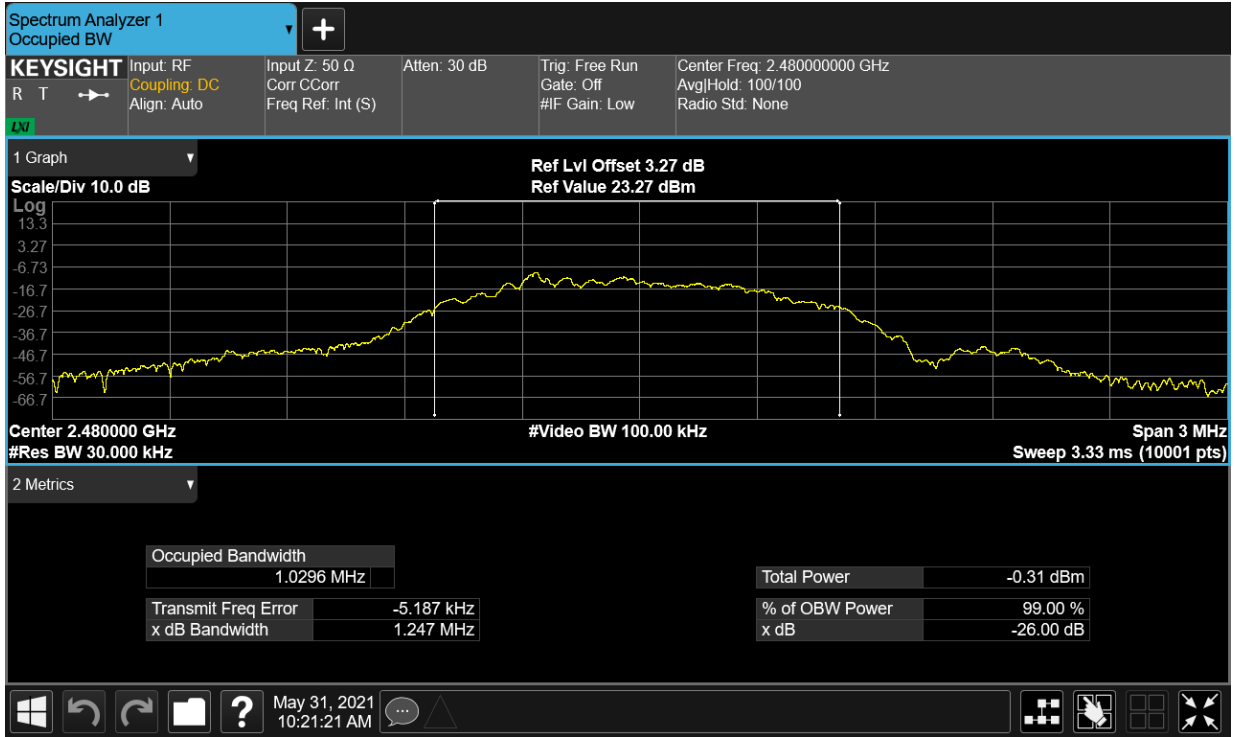 Spectrum Analyzer 1
Occupied BW
KEYSIGHT
R T
LXI
Input: RF
Coupling: DC
Align: Auto
Input Z: 50 Ω
Corr CCorr
Freq Ref: Int (S)
Atten: 30 dB
Trig: Free Run
Gate: Off
#IF Gain: Low
Center Freq: 2.480000000 GHz
Avg|Hold: 100/100
Radio Std: None
1 Graph
Scale/Div 10.0 dB
Ref Lvl Offset 3.27 dB
Ref Value 23.27 dBm
Log
13.3
3.27
-6.73
-16.7
-26.7
-36.7
-46.7
-56.7
-66.7
Center 2.480000 GHz
#Res BW 30.000 kHz
#Video BW 100.00 kHz
Span 3 MHz
Sweep 3.33 ms (10001 pts)
2 Metrics
Occupied Bandwidth
1.0296 MHz
Transmit Freq Error -5.187 kHz
x dB Bandwidth 1.247 MHz
Total Power -0.31 dBm
% of OBW Power 99.00 %
x dB -26.00 dB
?
May 31, 2021
10:21:21 AM